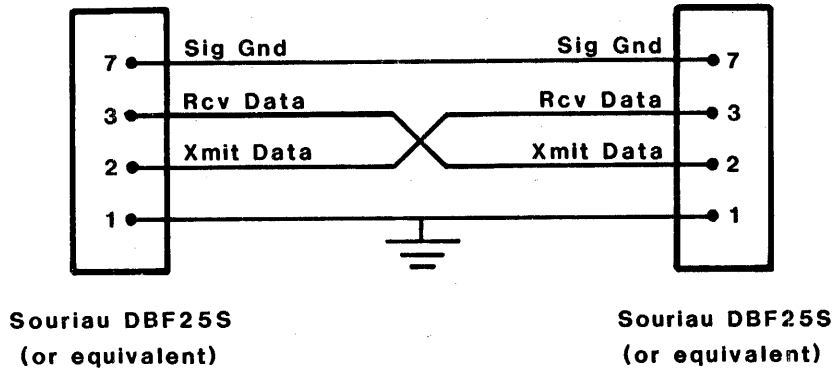 7 Sig Gnd Sig Gnd 7
3 Rcv Data Rcv Data 3
2 Xmit Data Xmit Data 2
1 1
Souriau DBF25S Souriau DBF25S
(or equivalent) (or equivalent)